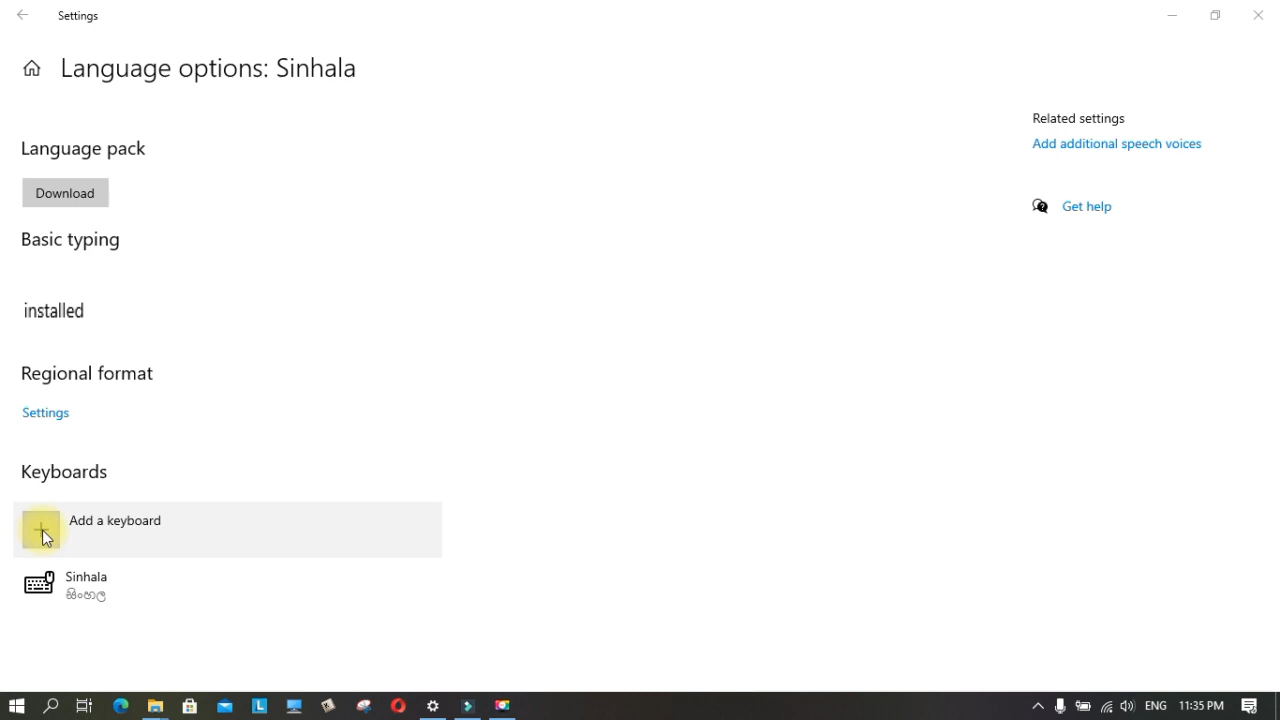 Settings
Language options: Sinhala
Language pack
Download
Basic typing
installed
Regional format
Settings
Keyboards
Add a keyboard
Sinhala
සිංහල
Related settings
Add additional speech voices
Get help
L
ENG
11:35 PM